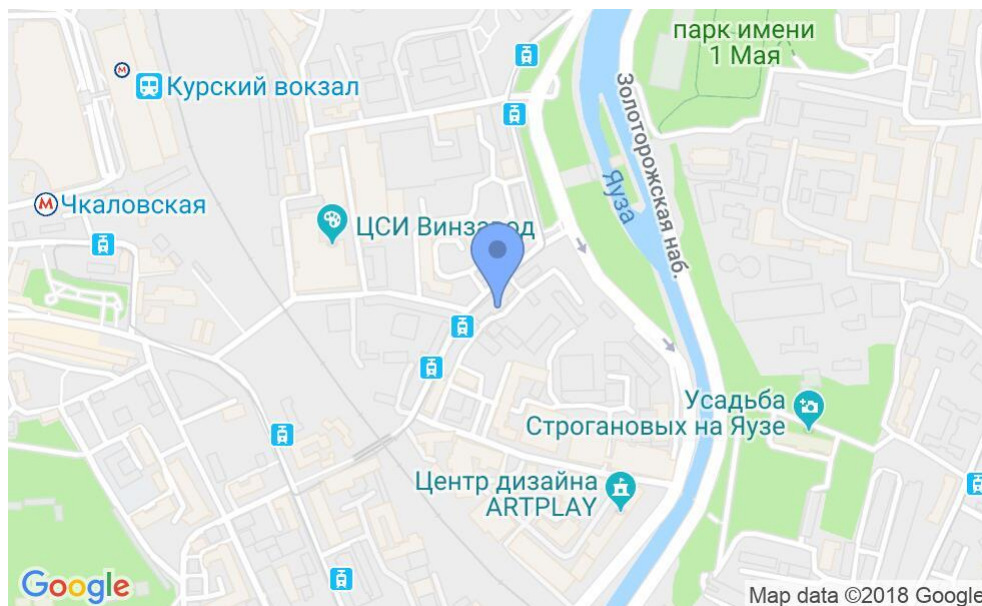 парк имени
1 Мая
М
Курский вокзал
Золоторожская наб.
Яуза
М Чкаловская
ЦСИ Винзавод
Усадьба
Строгановых на Яузе
Центр дизайна
ARTPLAY
Google
Map data ©2018 Google